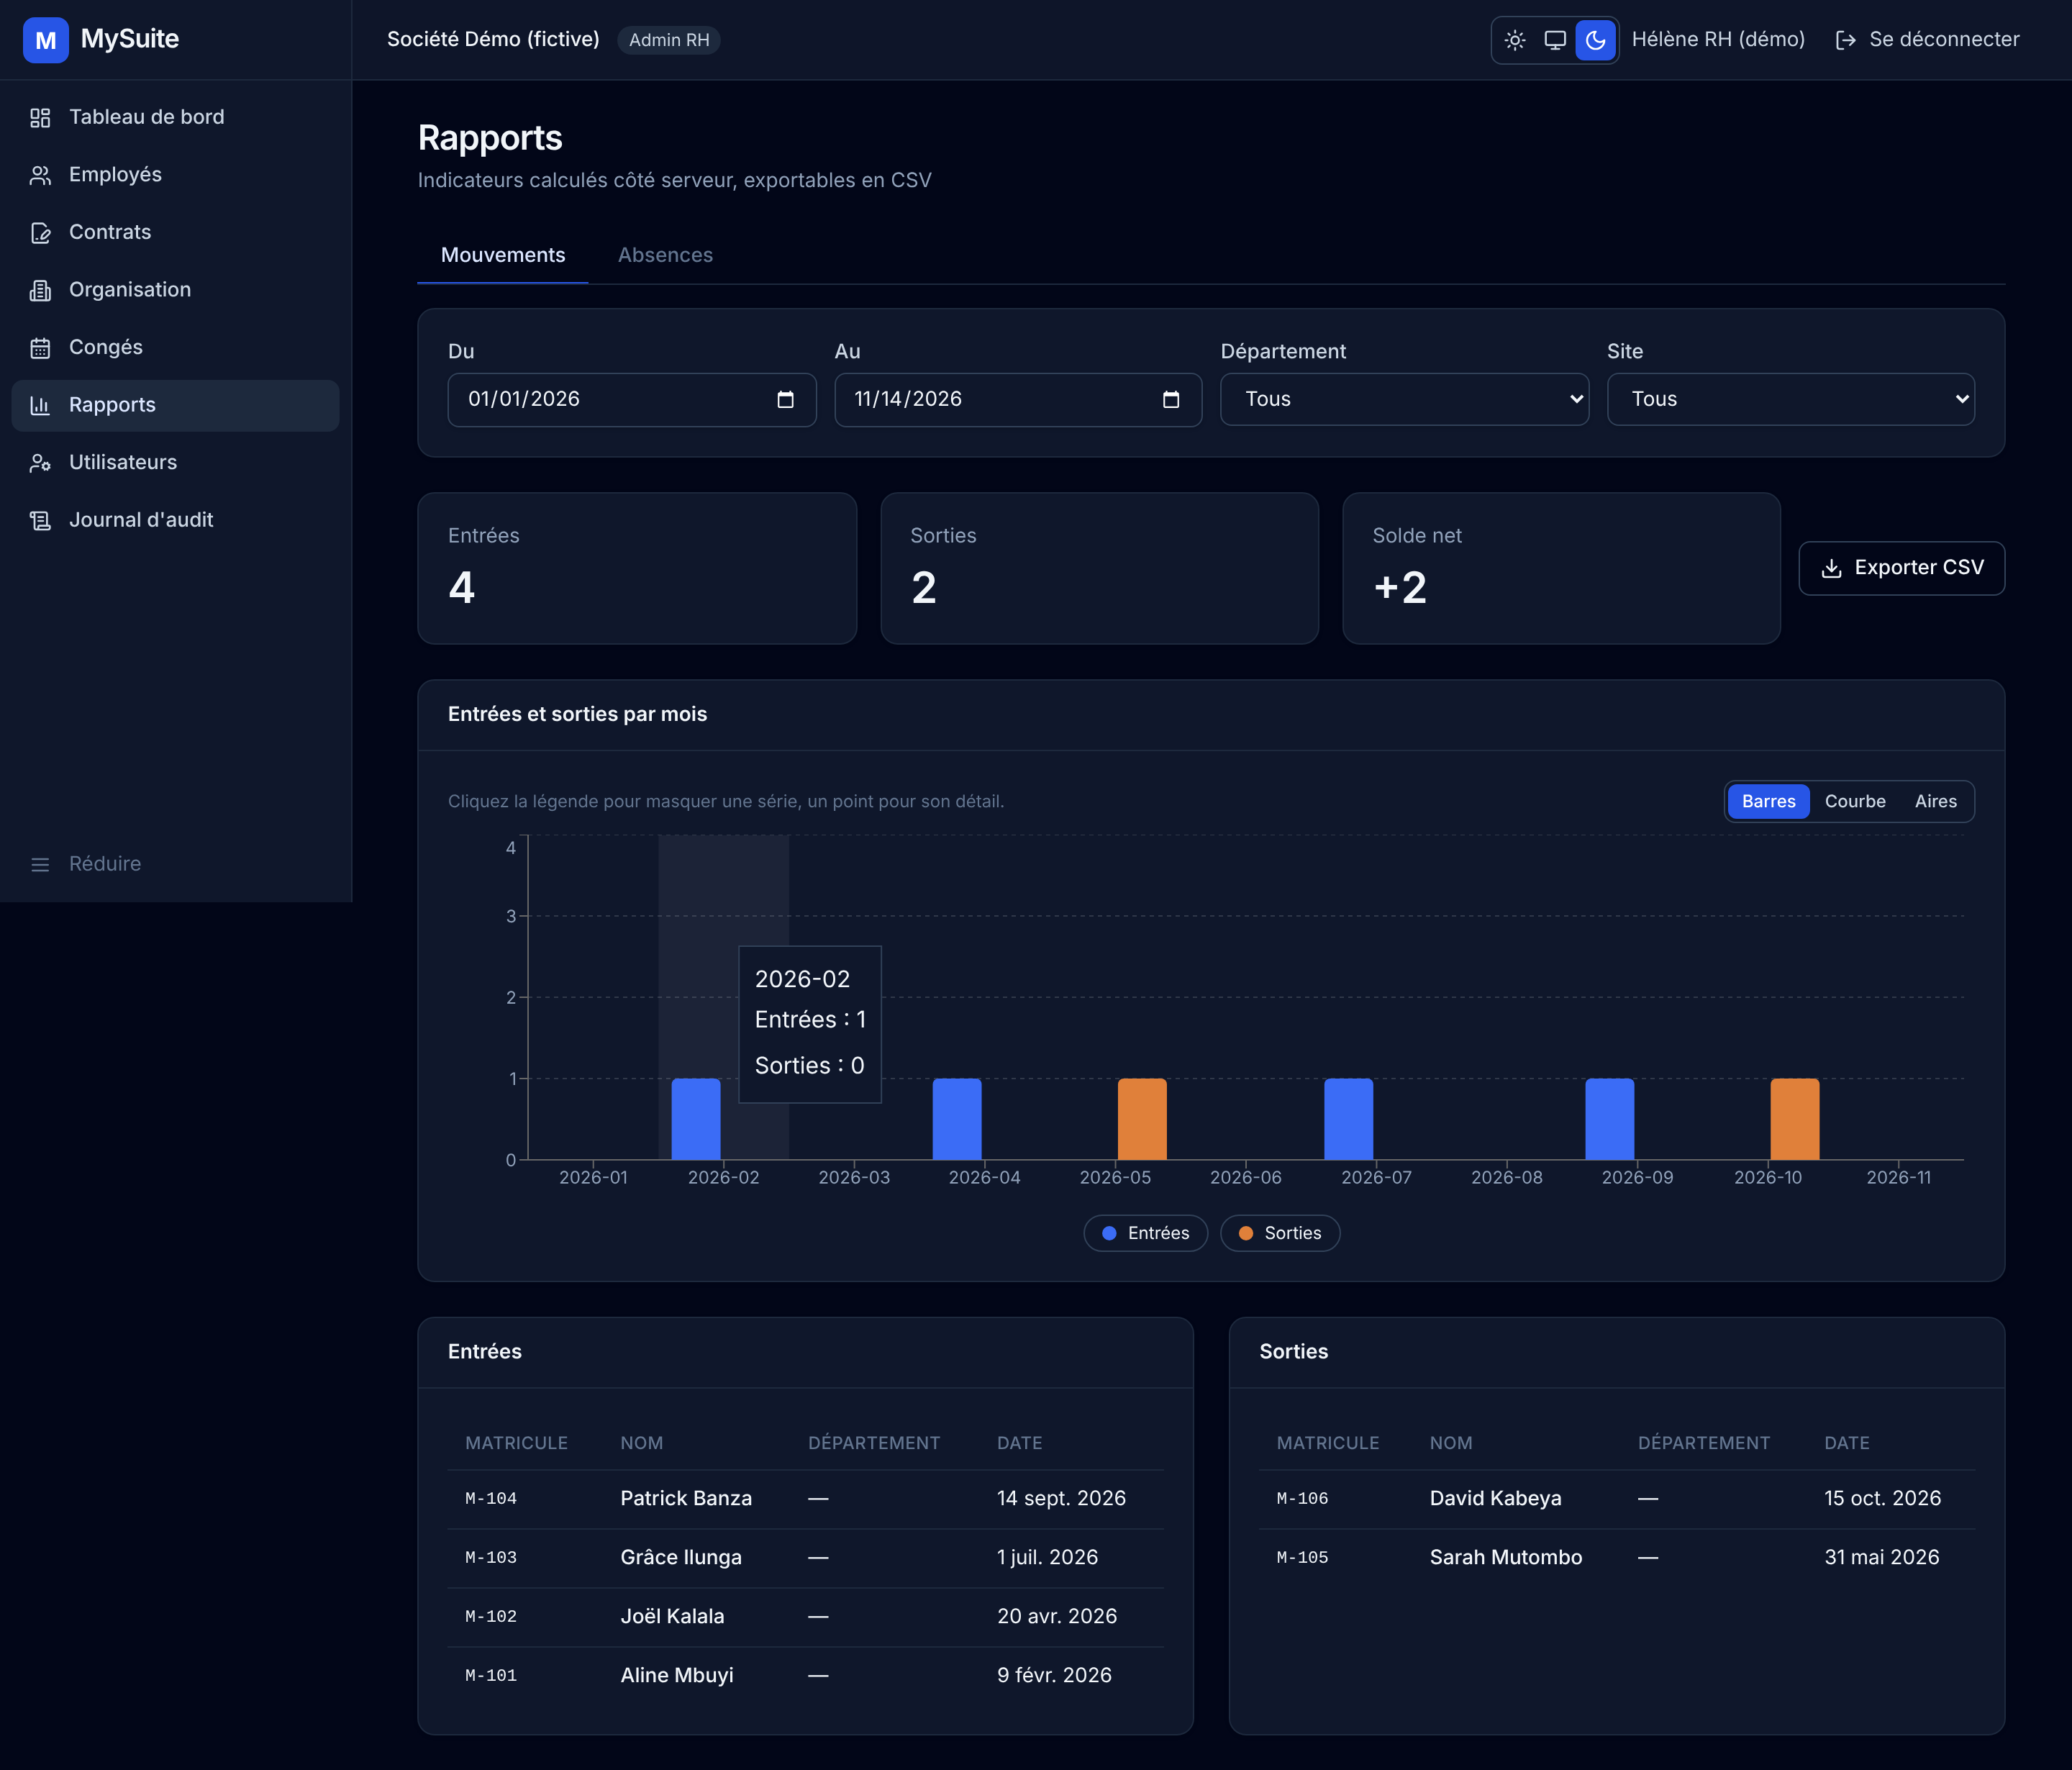 M MySuite
Société Démo (fictive) Admin RH Hélène RH (démo) Se déconnecter
Tableau de bord
Employés
Contrats
Organisation
Congés
Rapports
Utilisateurs
Journal d'audit
Réduire
Rapports
Indicateurs calculés côté serveur, exportables en CSV
Mouvements Absences
Du Au Département Site
01/01/2026 11/14/2026 Tous Tous
Entrées Sorties Solde net
4 2 +2
Exporter CSV
Entrées et sorties par mois
Cliquez la légende pour masquer une série, un point pour son détail.
Barres Courbe Aires
4
3
2
1
0
2026-02
Entrées : 1
Sorties : 0
2026-01 2026-02 2026-03 2026-04 2026-05 2026-06 2026-07 2026-08 2026-09 2026-10 2026-11
Entrées Sorties
Entrées
MATRICULE NOM DÉPARTEMENT DATE
M-104 Patrick Banza — 14 sept. 2026
M-103 Grâce Ilunga — 1 juil. 2026
M-102 Joël Kalala — 20 avr. 2026
M-101 Aline Mbuyi — 9 févr. 2026
Sorties
MATRICULE NOM DÉPARTEMENT DATE
M-106 David Kabeya — 15 oct. 2026
M-105 Sarah Mutombo — 31 mai 2026